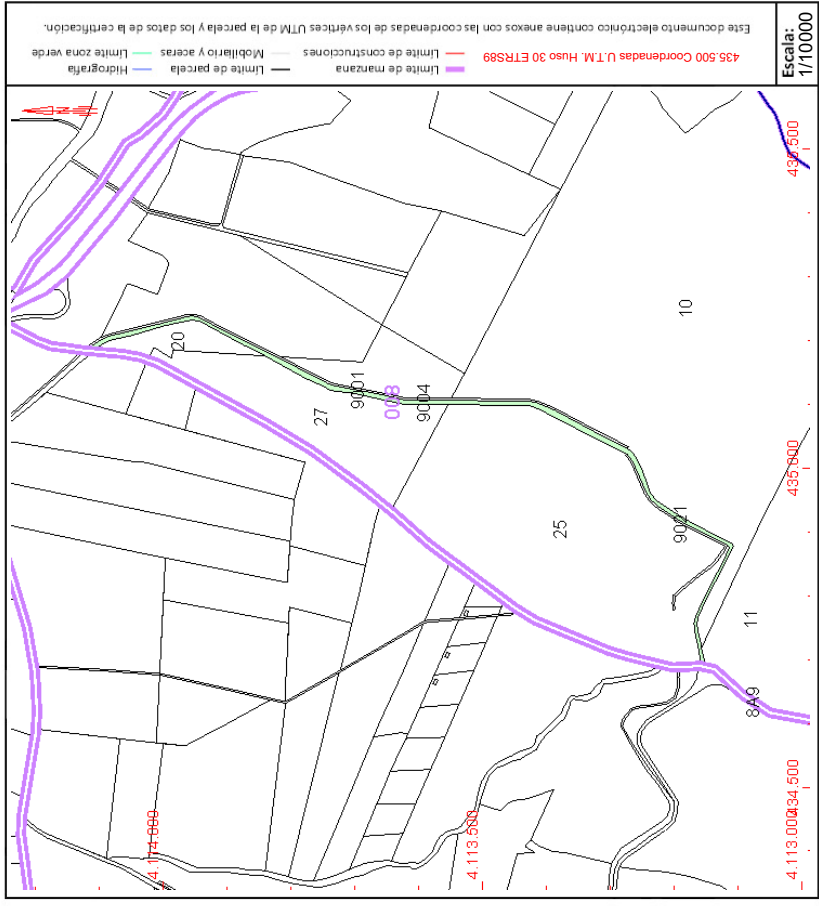 Este documento electrónico contiene anexos con las coordenadas de los vértices UTM de la parcela y los datos de la certificación.
435.500 Coordenadas U.T.M. Huso 30 ETRS89
Límite de manzana
Límite de construcciones
Límite de parcela
Mobiliario y aceras
Límite zona verde
Hidrografía
Escala:
1/10000
435.500
10
20
9001
27
008
9004
435.000
25
9021
11
8A9
434.500
4.113.000
4.113.500
4.174.000